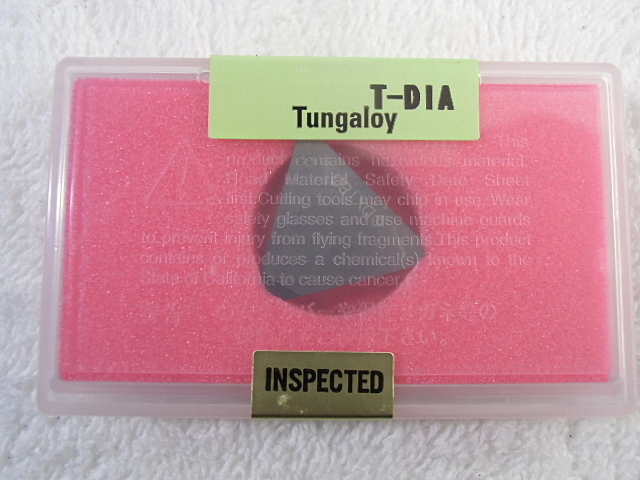 T-DIA
Tungaloy
This
product contains hazardous material.
Read Material Safety Data Sheet
first.Cutting tools may chip in use. Wear
safety glasses and use machine guards
to prevent injury from flying fragments.This product
contains or produces a chemical(s) known to the
State of California to cause cancer.
INSPECTED